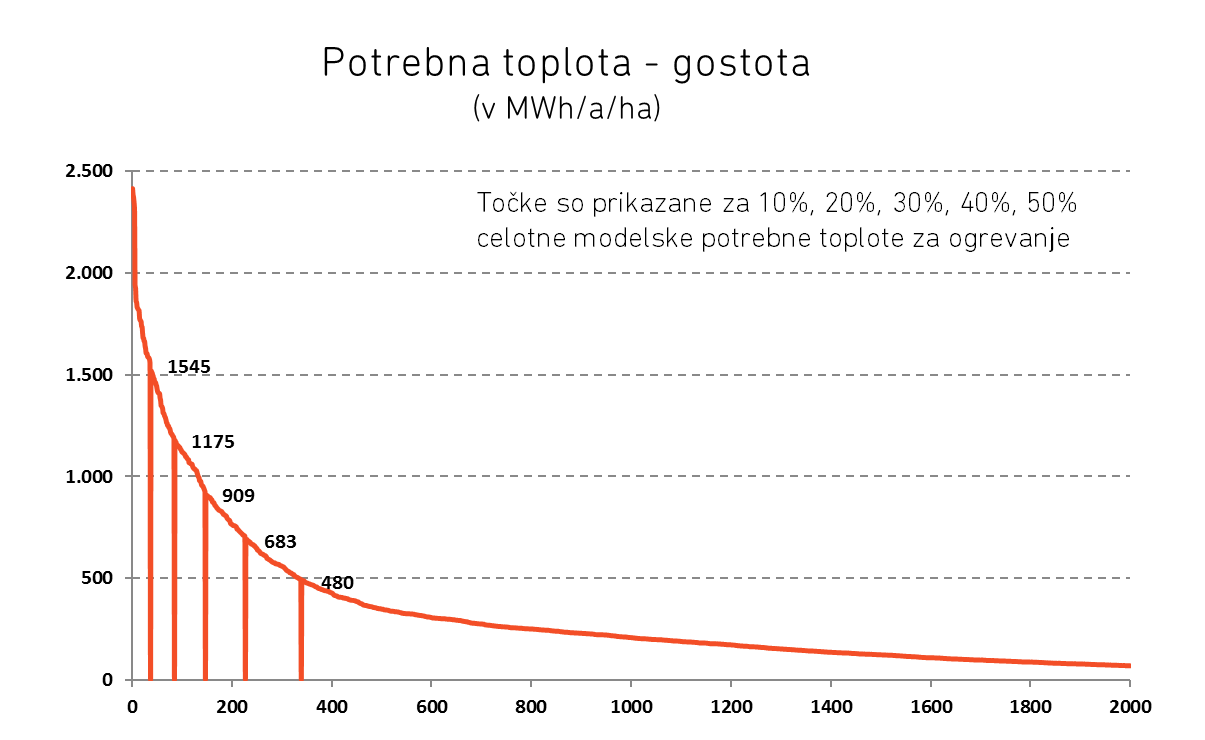 Potrebna toplota - gostota
(v MWh/a/ha)
2.500
Točke so prikazane za 10%, 20%, 30%, 40%, 50%
celotne modelske potrebne toplote za ogrevanje
2.000
1545
1.500
1175
1.000
909
683
500
480
0
0 200 400 600 800 1000 1200 1400 1600 1800 2000